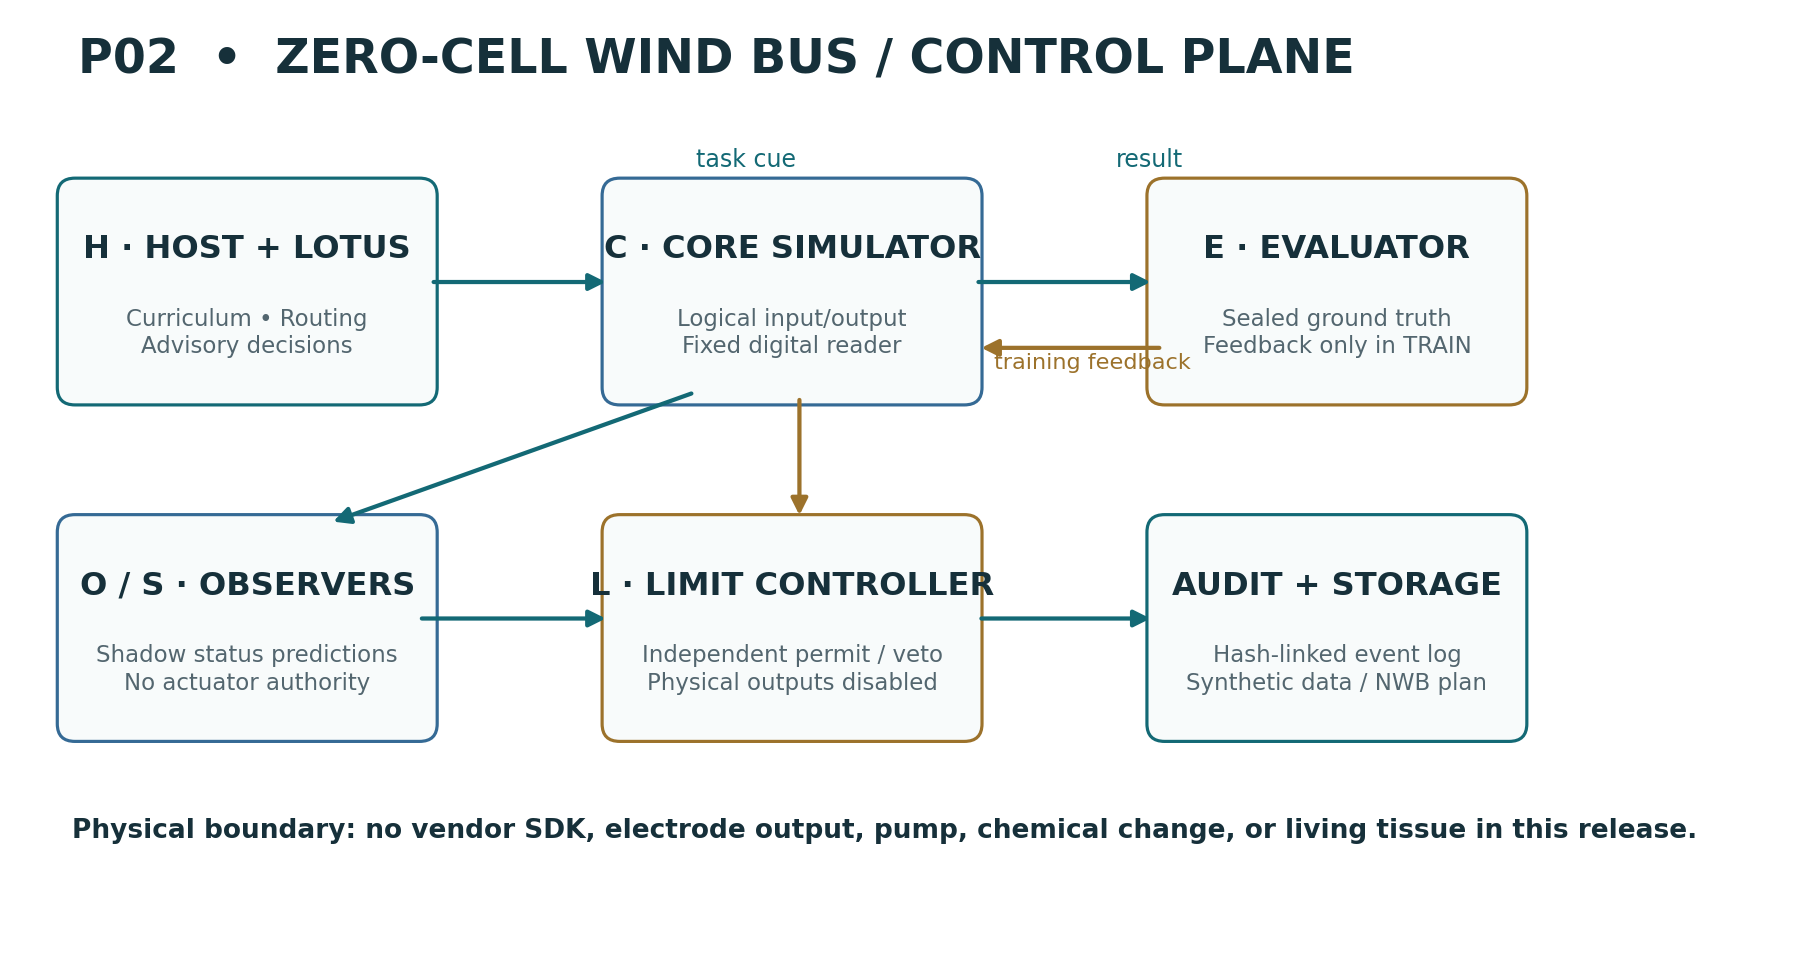 P02 • ZERO-CELL WIND BUS / CONTROL PLANE
task cue
result
H · HOST + LOTUS
Curriculum • Routing
Advisory decisions
C · CORE SIMULATOR
Logical input/output
Fixed digital reader
E · EVALUATOR
Sealed ground truth
Feedback only in TRAIN
training feedback
O / S · OBSERVERS
Shadow status predictions
No actuator authority
L · LIMIT CONTROLLER
Independent permit / veto
Physical outputs disabled
AUDIT + STORAGE
Hash-linked event log
Synthetic data / NWB plan
Physical boundary: no vendor SDK, electrode output, pump, chemical change, or living tissue in this release.